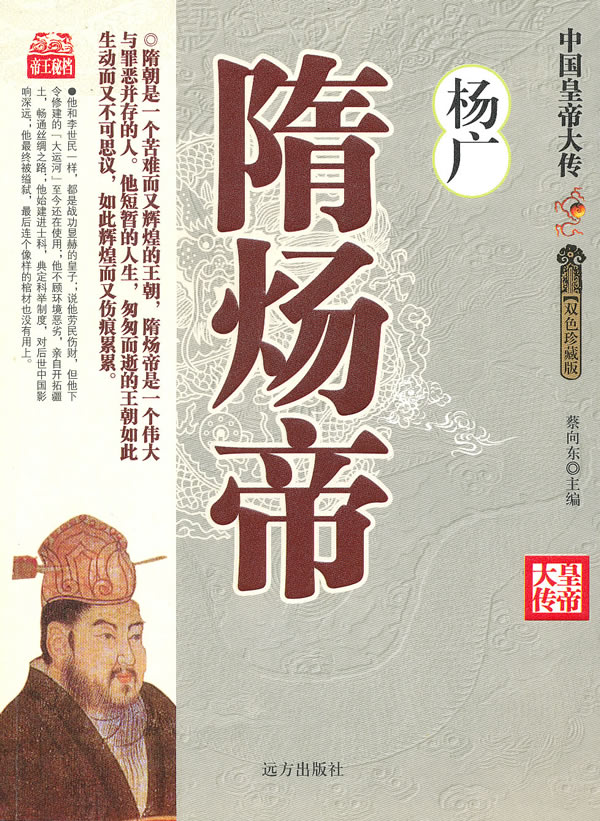 中国皇帝大传
【双色珍藏版】
蔡向东◎主编
皇帝
大传
杨广
隋炀帝
◎隋朝是一个苦难而又辉煌的王朝，隋炀帝是一个伟大
与罪恶并存的人。他短暂的人生，匆匆而逝的王朝如此
生动而又不可思议，如此辉煌而又伤痕累累。
帝王秘档
●他和李世民一样，都是战功显赫的皇子；说他劳民伤财，但他下
令修建的「大运河」至今还在使用；他不顾环境恶劣，亲自开拓疆
土，畅通丝绸之路；他始建进士科，典定科举制度，对后世中国影
响深远；他最终被缢弑，最后连个像样的棺材也没有用上。
远方出版社